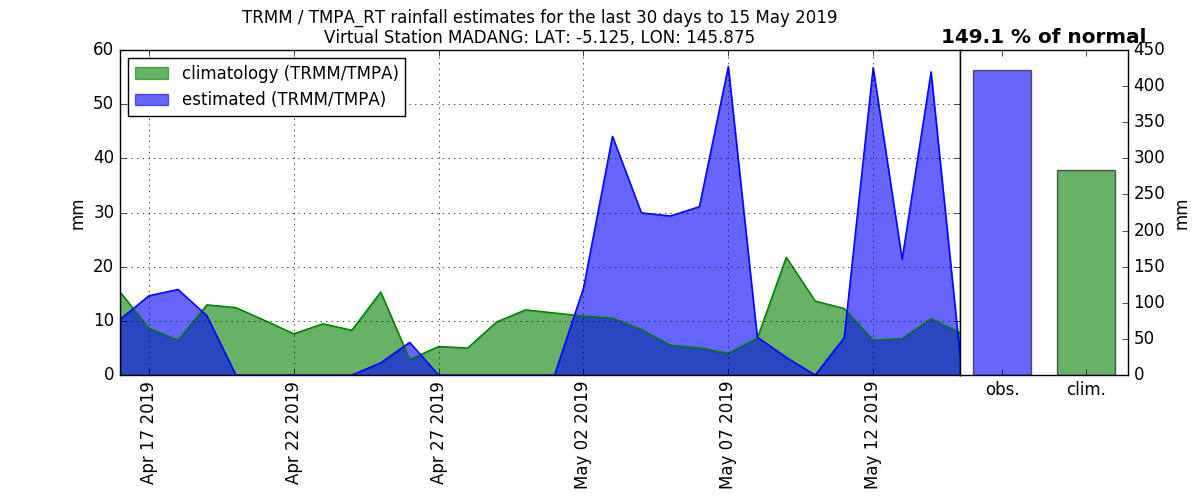 TRMM / TMPA_RT rainfall estimates for the last 30 days to 15 May 2019
Virtual Station MADANG: LAT: -5.125, LON: 145.875
149.1 % of normal
climatology (TRMM/TMPA)
estimated (TRMM/TMPA)
60
50
40
30
20
10
0
mm
Apr 17 2019
Apr 22 2019
Apr 27 2019
May 02 2019
May 07 2019
May 12 2019
450
400
350
300
250
200
150
100
50
0
mm
obs.
clim.